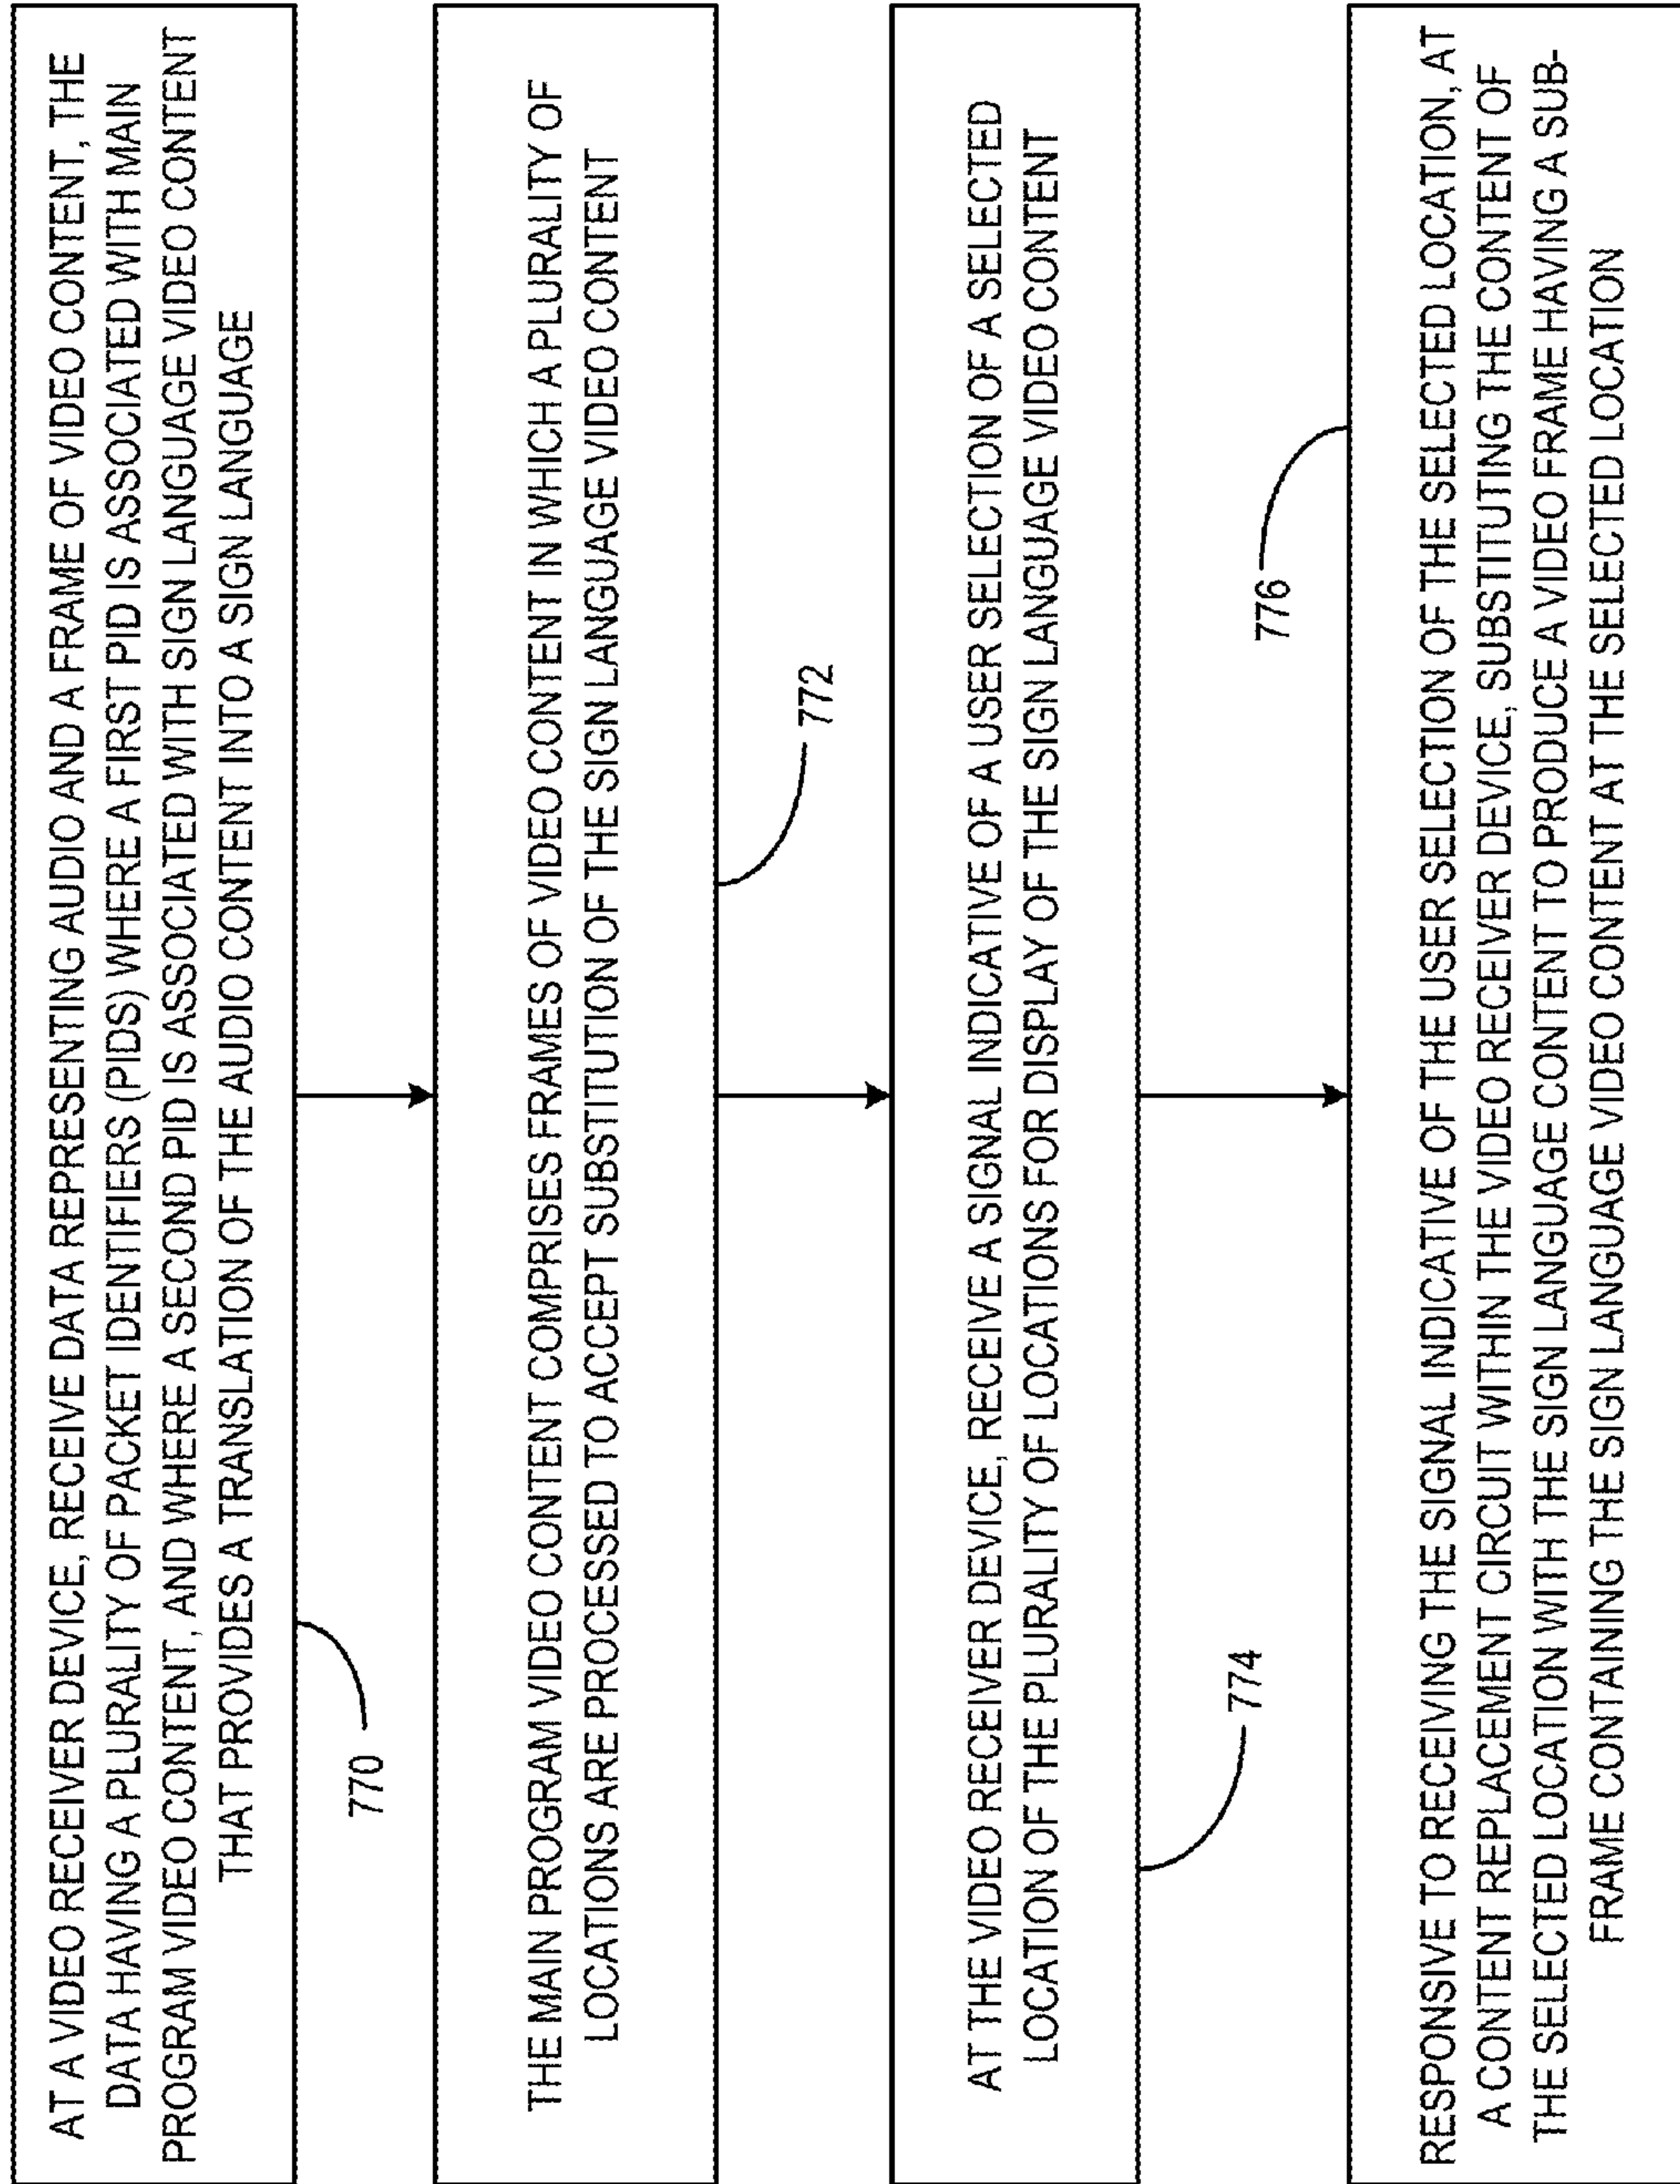 AT A VIDEO RECEIVER DEVICE, RECEIVE DATA REPRESENTING AUDIO AND A FRAME OF VIDEO CONTENT, THE
DATA HAVING A PLURALITY OF PACKET IDENTIFIERS (PIDS) WHERE A FIRST PID IS ASSOCIATED WITH MAIN
PROGRAM VIDEO CONTENT, AND WHERE A SECOND PID IS ASSOCIATED WITH SIGN LANGUAGE VIDEO CONTENT
THAT PROVIDES A TRANSLATION OF THE AUDIO CONTENT INTO A SIGN LANGUAGE
770
THE MAIN PROGRAM VIDEO CONTENT COMPRISES FRAMES OF VIDEO CONTENT IN WHICH A PLURALITY OF
LOCATIONS ARE PROCESSED TO ACCEPT SUBSTITUTION OF THE SIGN LANGUAGE VIDEO CONTENT
772
AT THE VIDEO RECEIVER DEVICE, RECEIVE A SIGNAL INDICATIVE OF A USER SELECTION OF A SELECTED
LOCATION OF THE PLURALITY OF LOCATIONS FOR DISPLAY OF THE SIGN LANGUAGE VIDEO CONTENT
774
776
RESPONSIVE TO RECEIVING THE SIGNAL INDICATIVE OF THE USER SELECTION OF THE SELECTED LOCATION, AT
A CONTENT REPLACEMENT CIRCUIT WITHIN THE VIDEO RECEIVER DEVICE, SUBSTITUTING THE CONTENT OF
THE SELECTED LOCATION WITH THE SIGN LANGUAGE CONTENT TO PRODUCE A VIDEO FRAME HAVING A SUB-
FRAME CONTAINING THE SIGN LANGUAGE VIDEO CONTENT AT THE SELECTED LOCATION